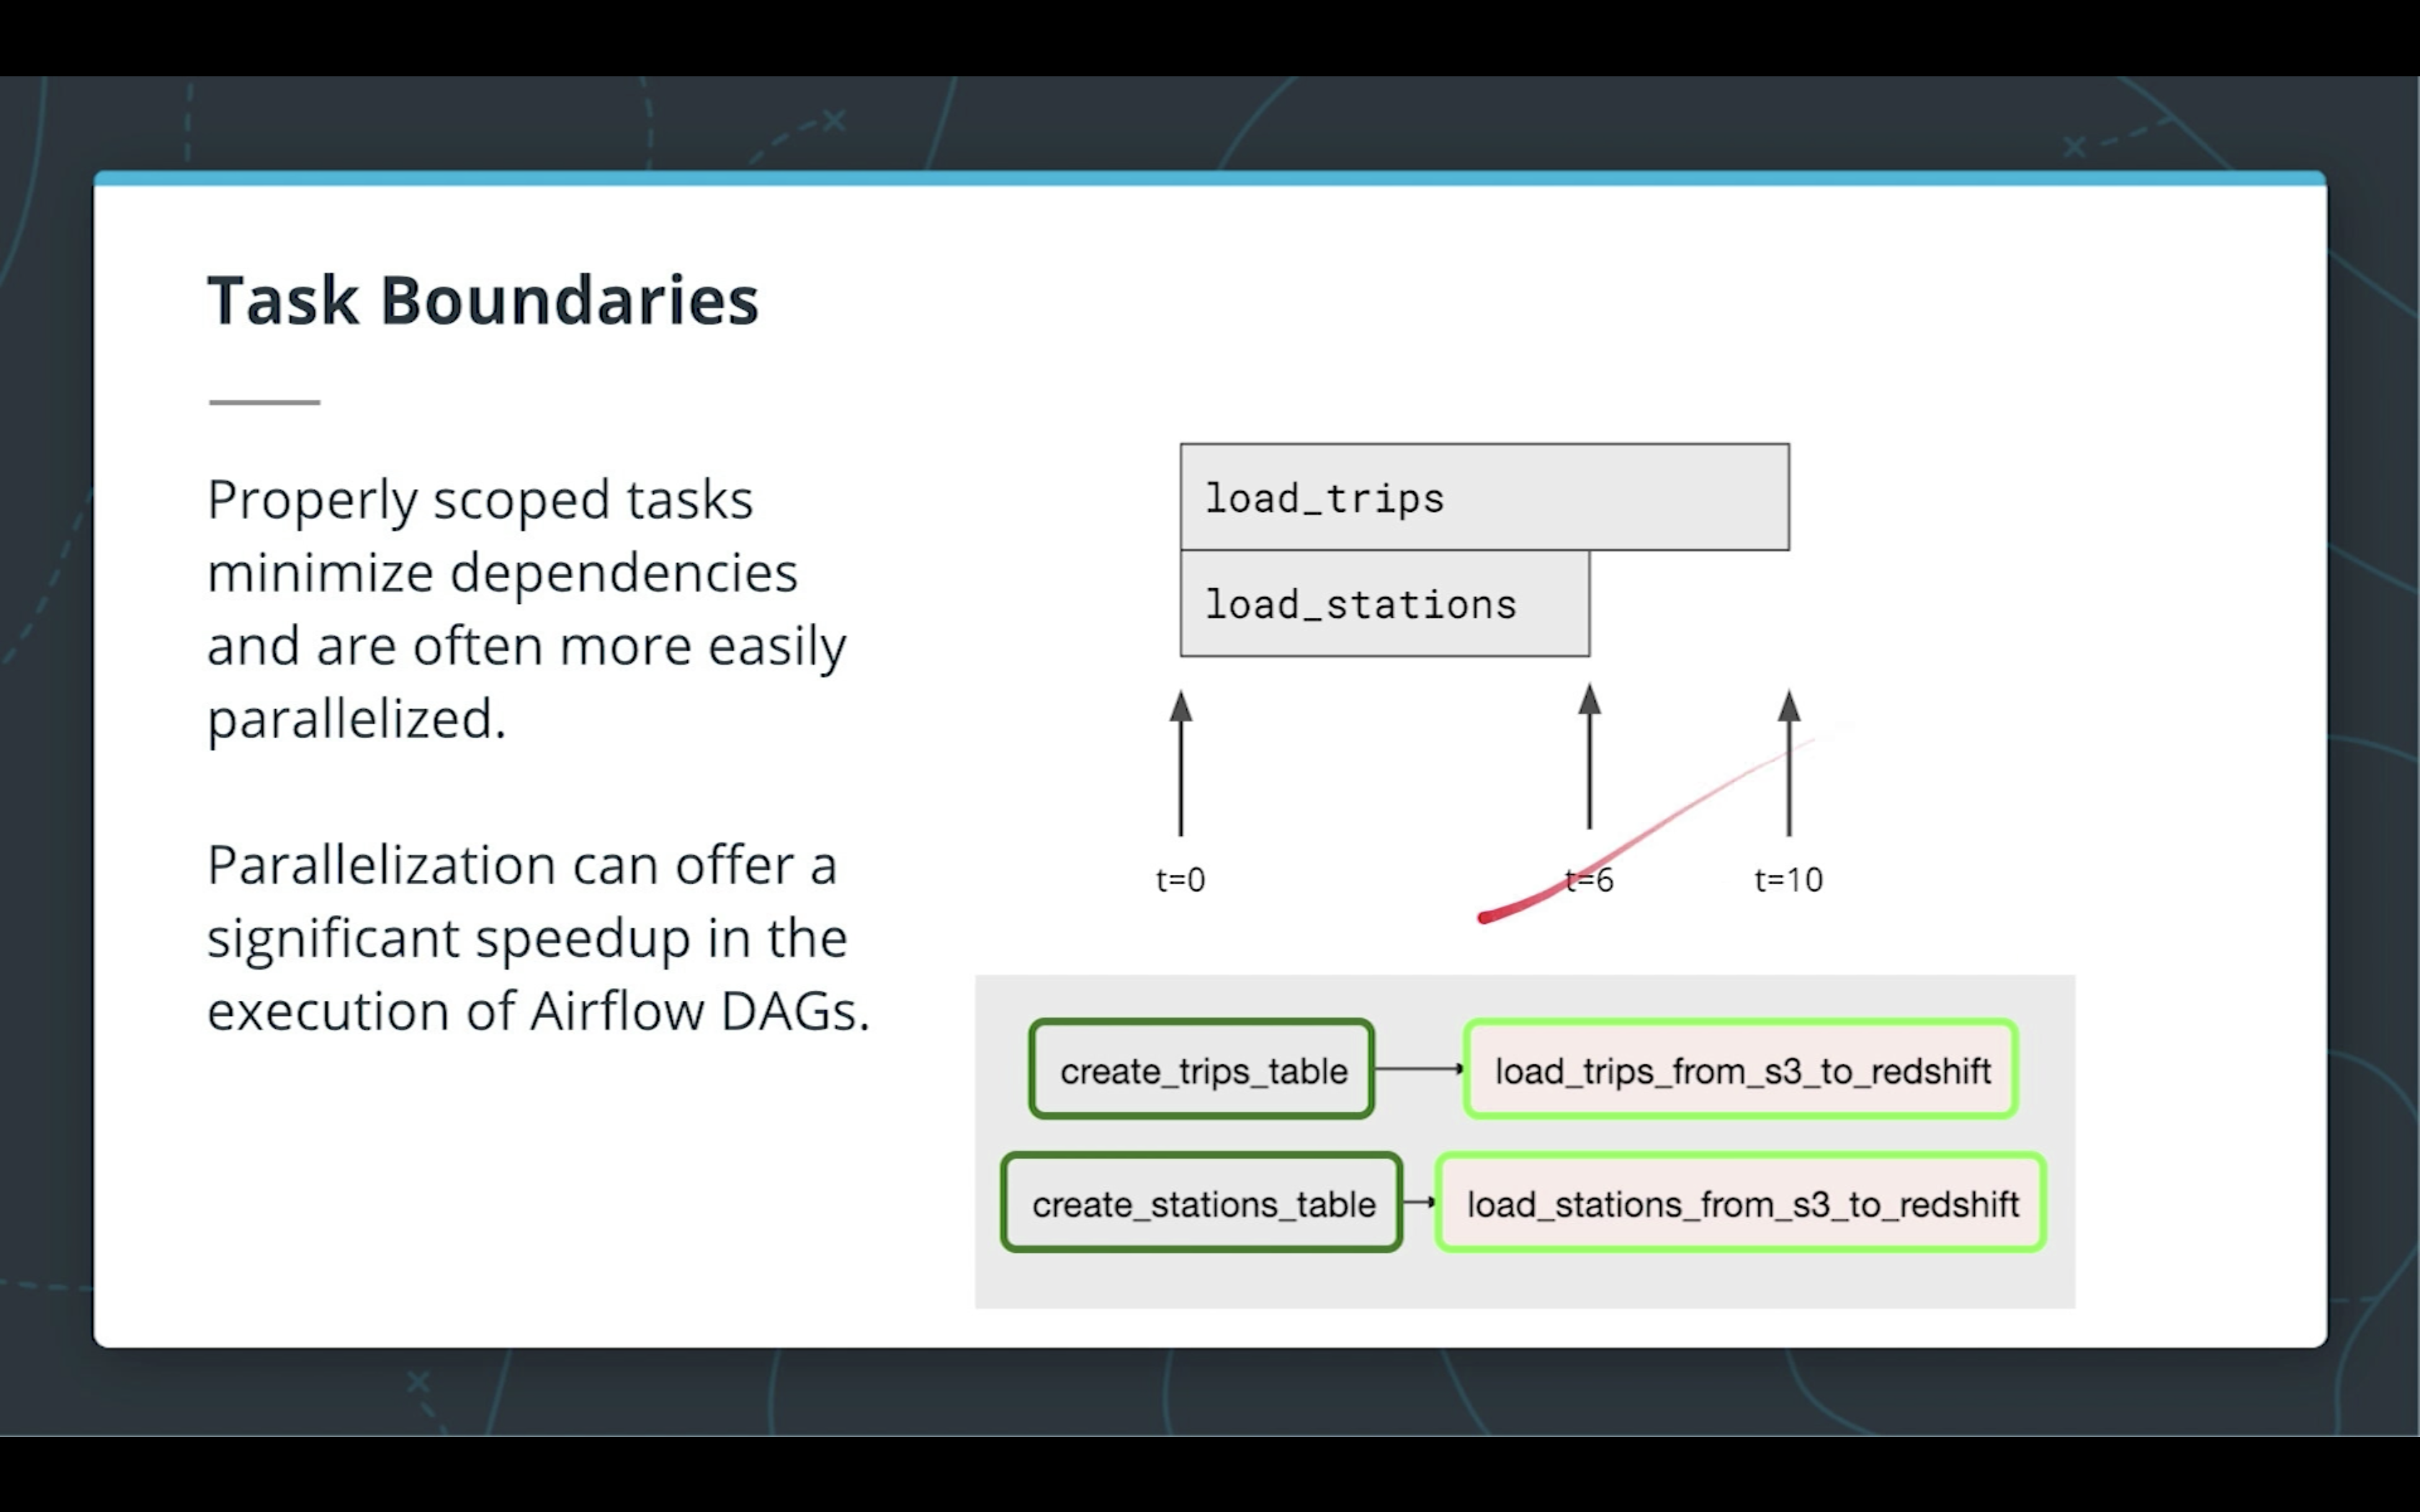 Task Boundaries
Properly scoped tasks
minimize dependencies
and are often more easily
parallelized.
Parallelization can offer a
significant speedup in the
execution of Airflow DAGs.
load_trips
load_stations
t=0
t=6
t=10
create_trips_table
load_trips_from_s3_to_redshift
create_stations_table
load_stations_from_s3_to_redshift